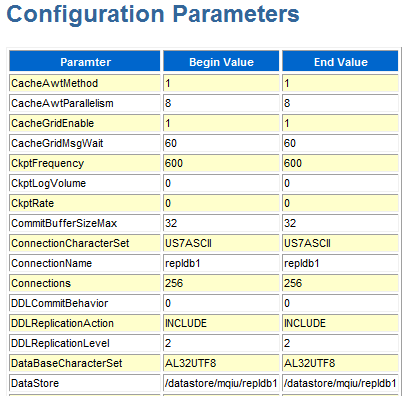 Configuration Parameters
Paramter Begin Value End Value
CacheAwtMethod 1 1
CacheAwtParallelism 8 8
CacheGridEnable 1 1
CacheGridMsgWait 60 60
CkptFrequency 600 600
CkptLogVolume 0 0
CkptRate 0 0
CommitBufferSizeMax 32 32
ConnectionCharacterSet US7ASCII US7ASCII
ConnectionName repldb1 repldb1
Connections 256 256
DDLCommitBehavior 0 0
DDLReplicationAction INCLUDE INCLUDE
DDLReplicationLevel 2 2
DataBaseCharacterSet AL32UTF8 AL32UTF8
DataStore /datastore/mqiu/repldb1 /datastore/mqiu/repldb1